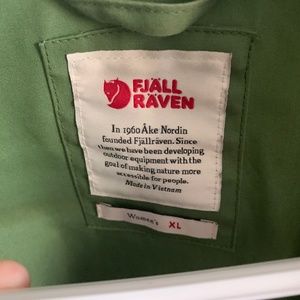 FJÄLL
RÄVEN
In 1960 Åke Nordin
founded Fjällräven. Since
then we have been developing
outdoor equipment with the
goal of making nature more
accessible for people.
Made in Vietnam
Women's XL